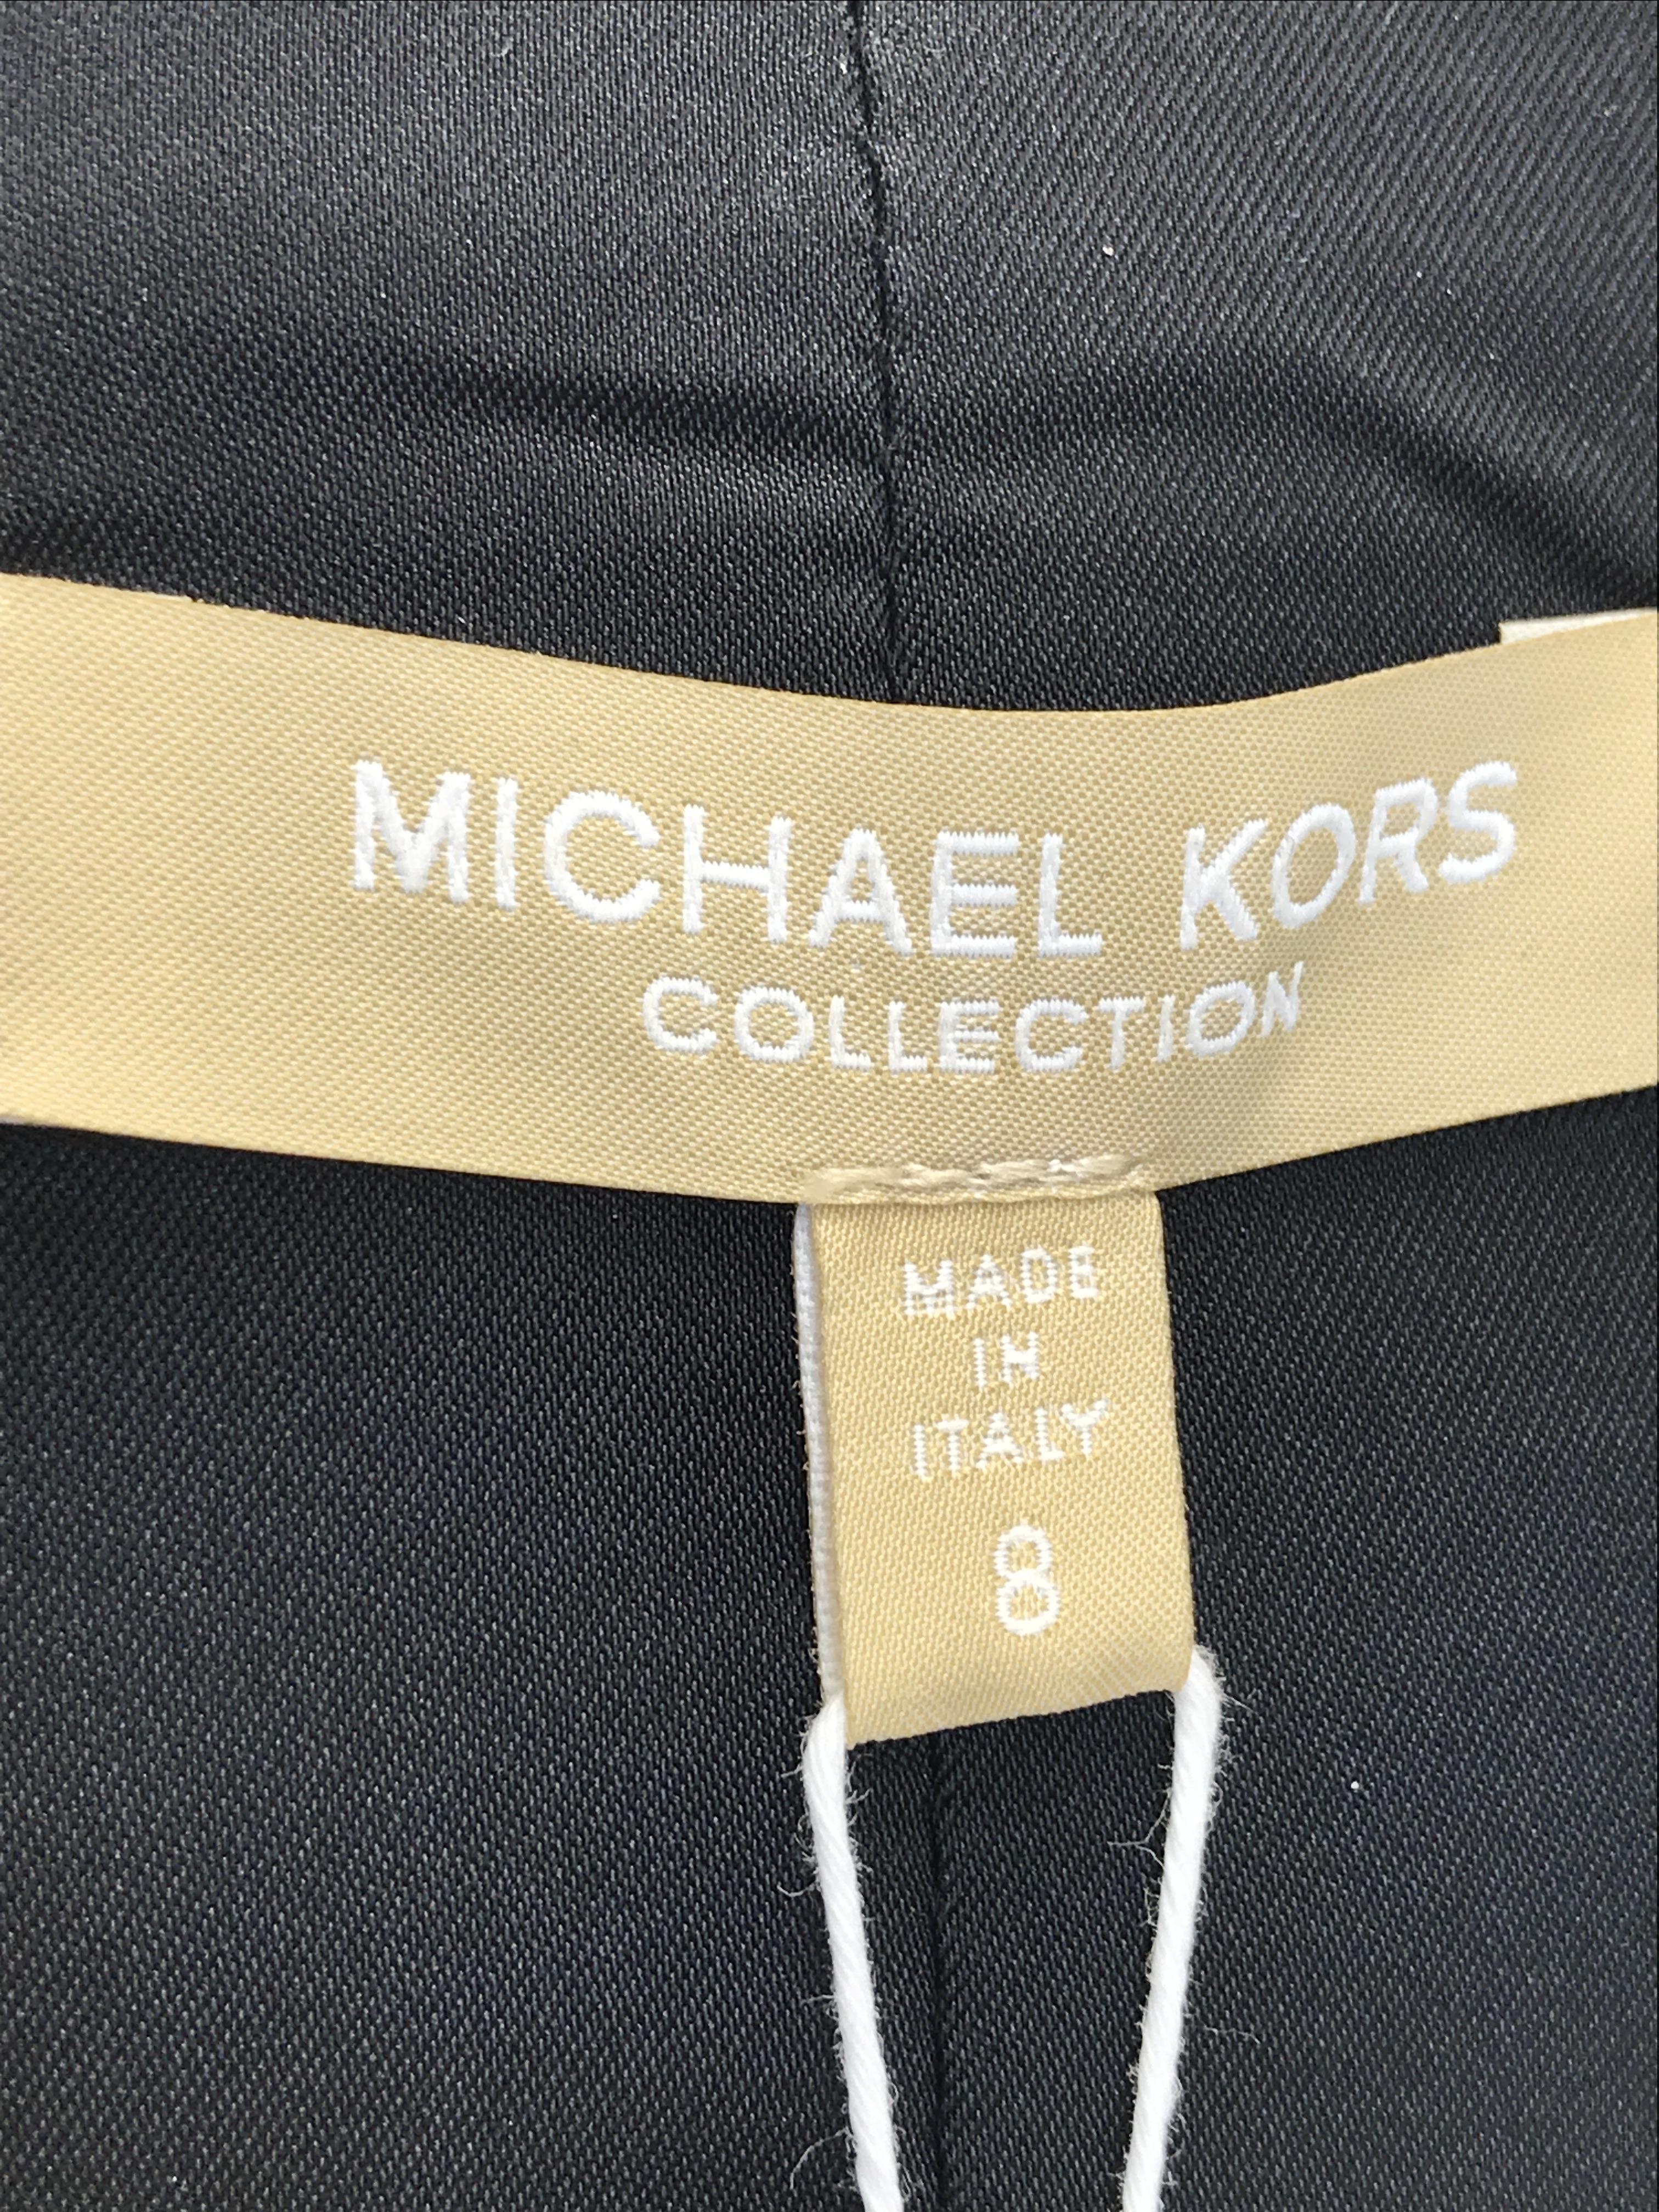 MICHAEL KORS
COLLECTION
MADE
IN
ITALY
8